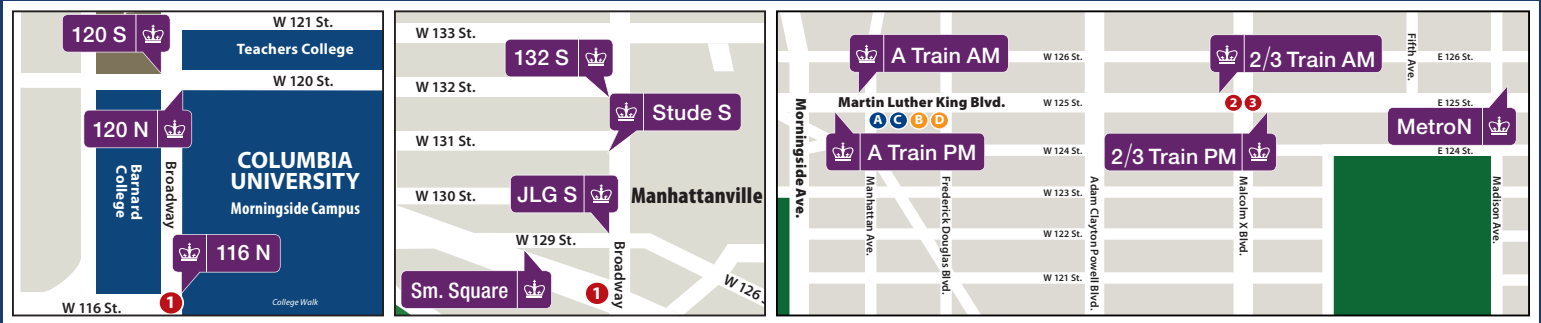 W 121 St.
120 S
Teachers College
W 120 St.
120 N
Barnard
College
Broadway
COLUMBIA
UNIVERSITY
Morningside Campus
116 N
W 116 St.
1
College Walk
W 133 St.
132 S
W 132 St.
Stude S
W 131 St.
JLG S
W 130 St.
Manhattanville
W 129 St.
Broadway
Sm. Square
1
W 126
A Train AM
W 126 St.
2/3 Train AM
Fifth Ave.
E 126 St.
Morningside Ave.
Martin Luther King Blvd.
W 125 St.
2 3
E 125 St.
A C B D
MetroN
A Train PM
W 124 St.
2/3 Train PM
E 124 St.
Manhattan Ave.
Frederick Douglas Blvd.
W 123 St.
Adam Clayton Powell Blvd.
Malcolm X Blvd.
Madison Ave.
W 122 St.
W 121 St.